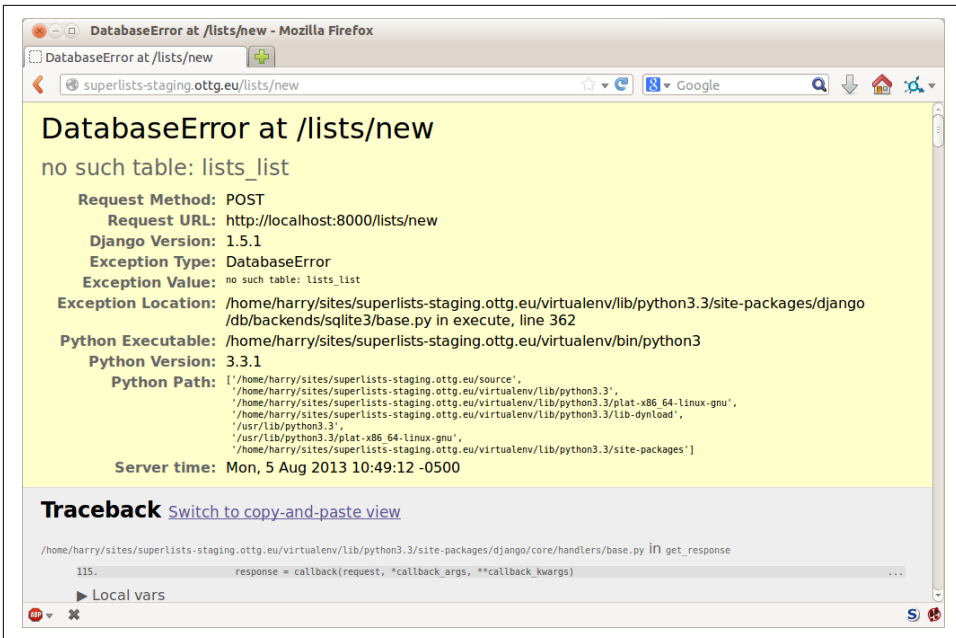 DatabaseError at /lists/new - Mozilla Firefox
DatabaseError at /lists/new
superlists-staging.ottg.eu/lists/new
8 Google
DatabaseError at /lists/new
no such table: lists_list
Request Method: POST
Request URL: http://localhost:8000/lists/new
Django Version: 1.5.1
Exception Type: DatabaseError
Exception Value: no such table: lists_list
Exception Location: /home/harry/sites/superlists-staging.ottg.eu/virtualenv/lib/python3.3/site-packages/django
/db/backends/sqlite3/base.py in execute, line 362
Python Executable: /home/harry/sites/superlists-staging.ottg.eu/virtualenv/bin/python3
Python Version: 3.3.1
Python Path: ['/home/harry/sites/superlists-staging.ottg.eu/source',
'/home/harry/sites/superlists-staging.ottg.eu/virtualenv/lib/python3.3',
'/home/harry/sites/superlists-staging.ottg.eu/virtualenv/lib/python3.3/plat-x86_64-linux-gnu',
'/home/harry/sites/superlists-staging.ottg.eu/virtualenv/lib/python3.3/lib-dynload',
'/usr/lib/python3.3',
'/usr/lib/python3.3/plat-x86_64-linux-gnu',
'/home/harry/sites/superlists-staging.ottg.eu/virtualenv/lib/python3.3/site-packages']
Server time: Mon, 5 Aug 2013 10:49:12 -0500
Traceback Switch to copy-and-paste view
/home/harry/sites/superlists-staging.ottg.eu/virtualenv/lib/python3.3/site-packages/django/core/handlers/base.py in get_response
115. response = callback(request, *callback_args, **callback_kwargs) ...
▶ Local vars
ABP S